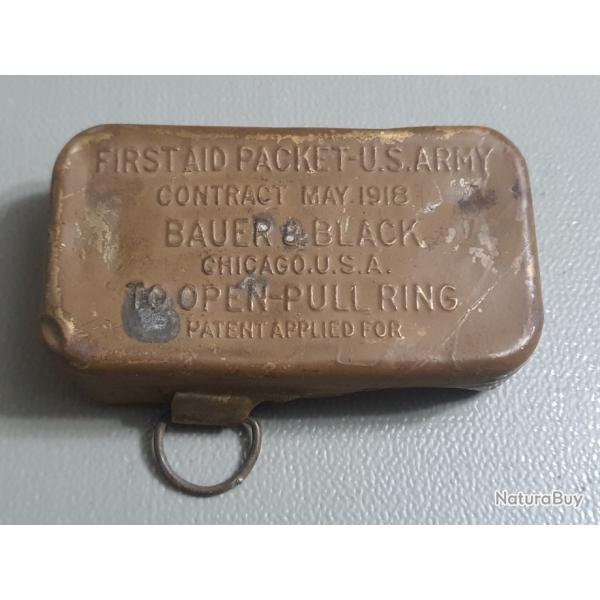 FIRST AID PACKET-U.S. ARMY
CONTRACT MAY. 1918
BAUER & BLACK
CHICAGO. U.S.A.
TO OPEN-PULL RING
PATENT APPLIED FOR
NaturaBuy